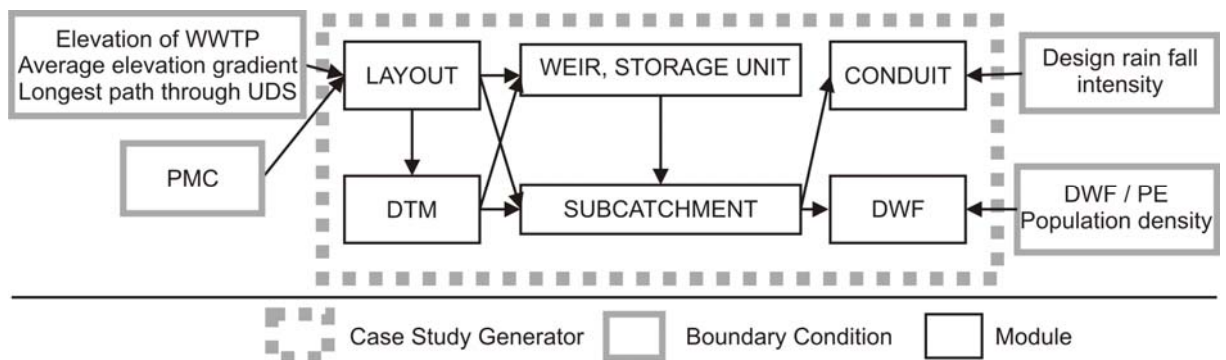 Elevation of WWTP
Average elevation gradient
Longest path through UDS
PMC
LAYOUT
WEIR, STORAGE UNIT
CONDUIT
DTM
SUBCATCHMENT
DWF
Design rain fall
intensity
DWF / PE
Population density
Case Study Generator
Boundary Condition
Module